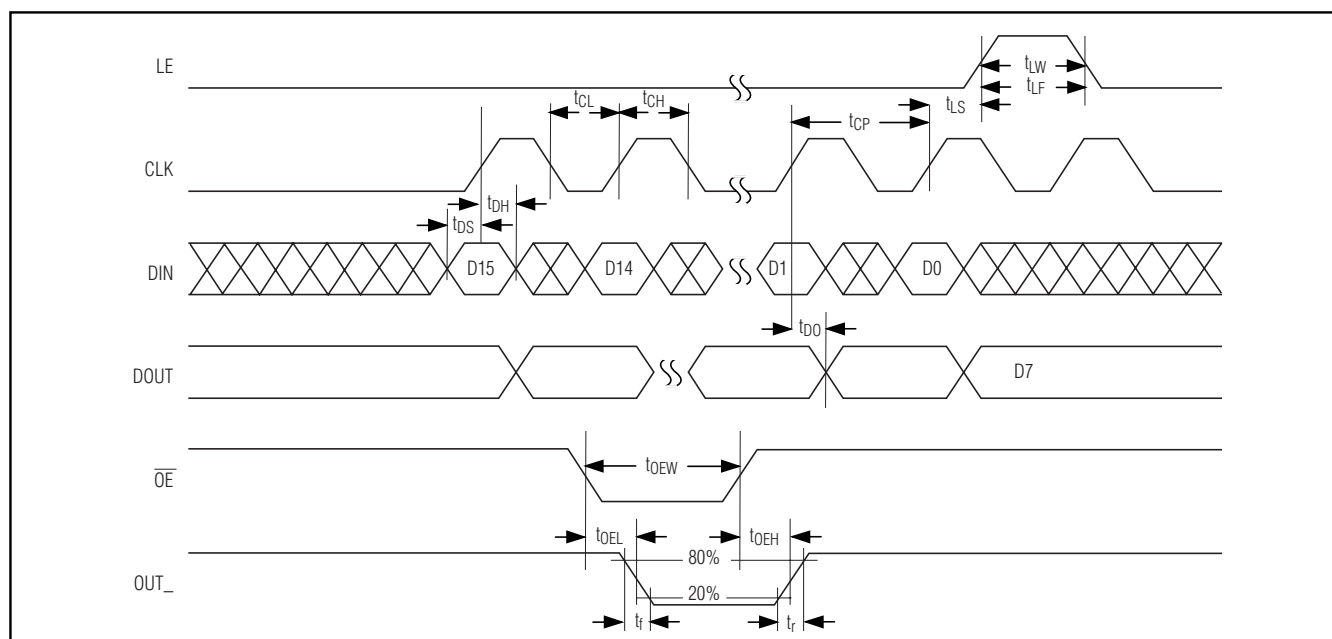 LE
tLW
tLF
tLS
tCL
tCH
tCP
CLK
tDH
tDS
DIN
D15
D14
D1
D0
tDO
DOUT
D7
OE
tOEW
tOEL
tOEH
80%
OUT_
20%
tf
tr